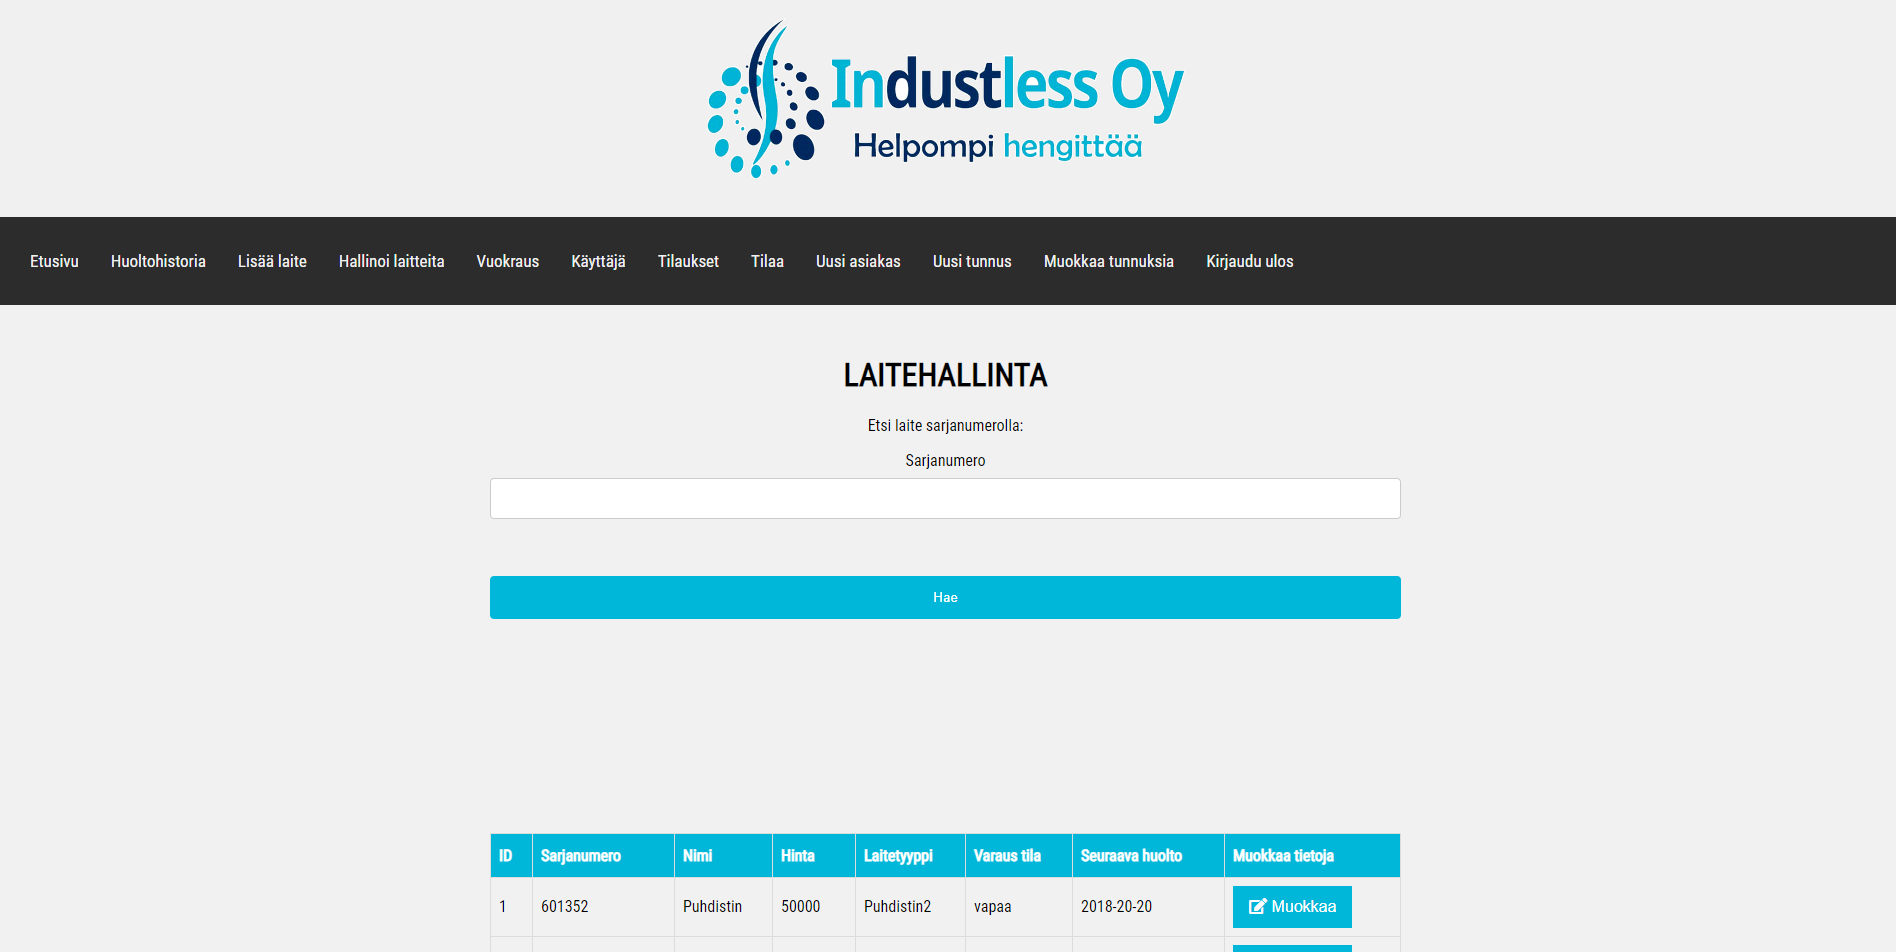 Industless Oy
Helpompi hengittää
Etusivu Huoltohistoria Lisää laite Hallinoi laitteita Vuokraus Käyttäjä Tilaukset Tilaa Uusi asiakas Uusi tunnus Muokkaa tunnuksia Kirjaudu ulos
LAITEHALLINTA
Etsi laite sarjanumerolla:
Sarjanumero
Hae
ID Sarjanumero Nimi Hinta Laitetyyppi Varaus tila Seuraava huolto Muokkaa tietoja
1 601352 Puhdistin 50000 Puhdistin2 vapaa 2018-20-20 Muokkaa